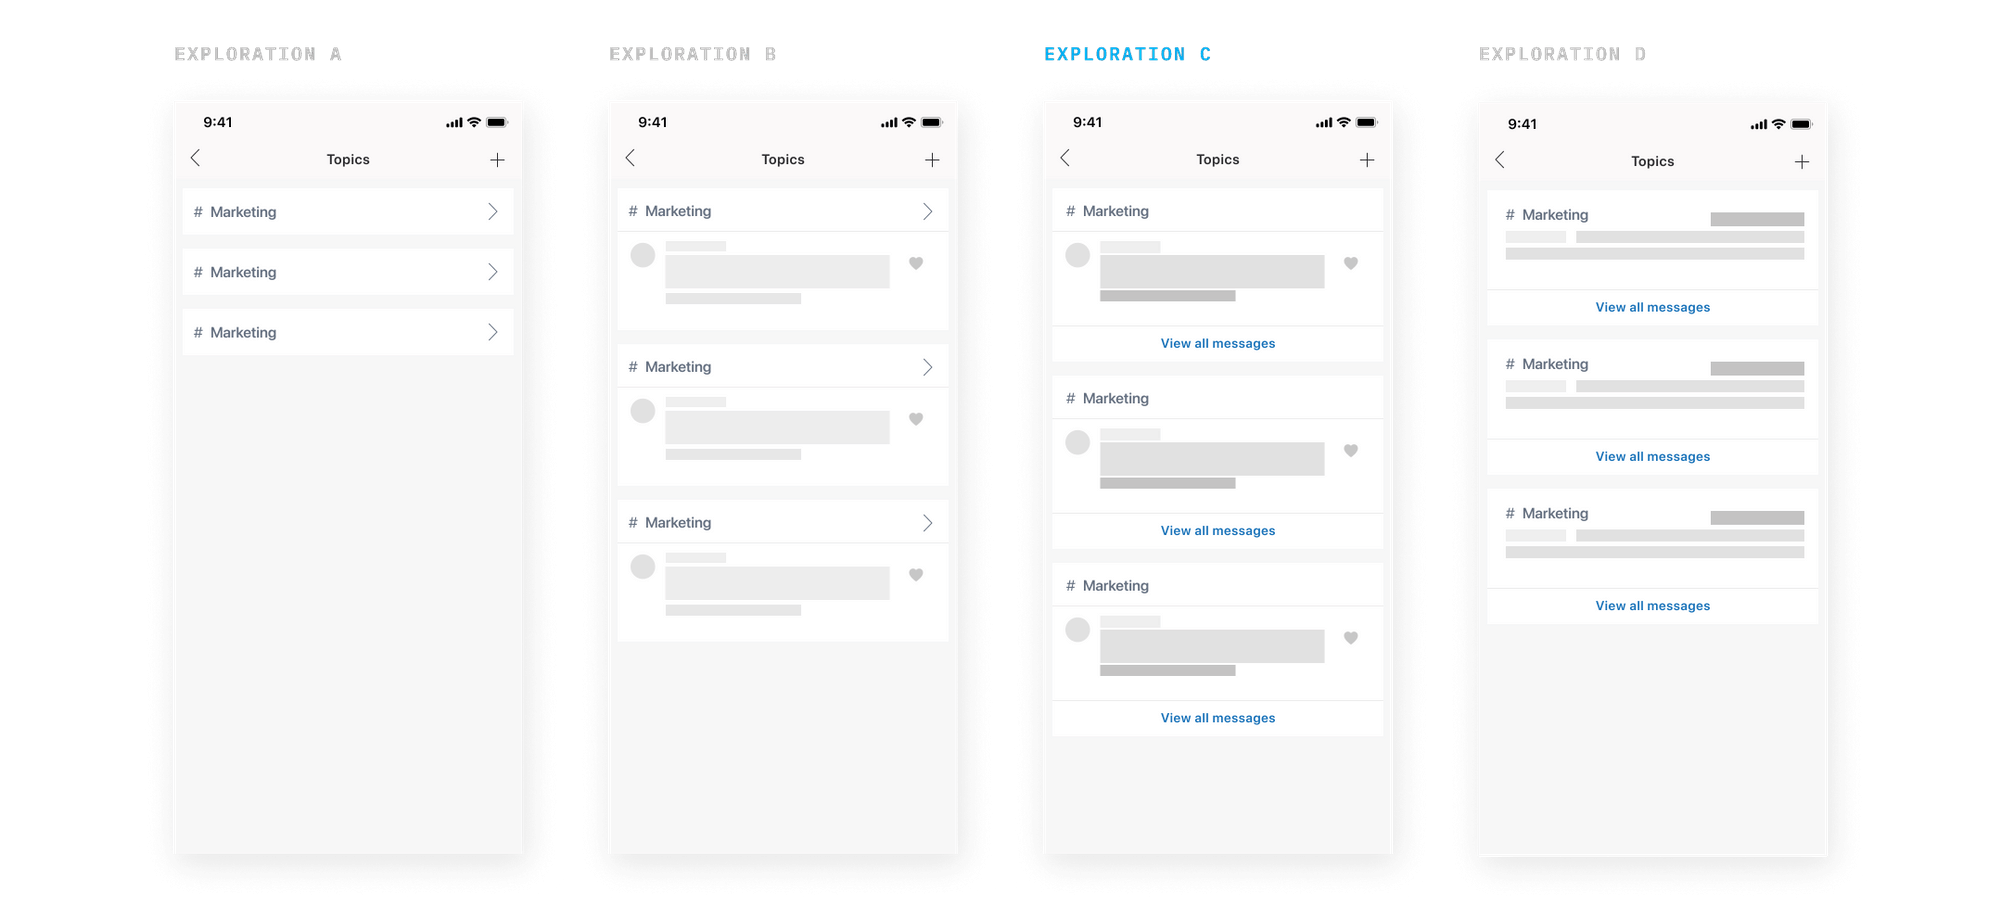 EXPLORATION A
9:41
Topics
# Marketing
# Marketing
# Marketing
EXPLORATION B
9:41
Topics
# Marketing
# Marketing
# Marketing
EXPLORATION C
9:41
Topics
# Marketing
View all messages
# Marketing
View all messages
# Marketing
View all messages
EXPLORATION D
9:41
Topics
# Marketing
View all messages
# Marketing
View all messages
# Marketing
View all messages